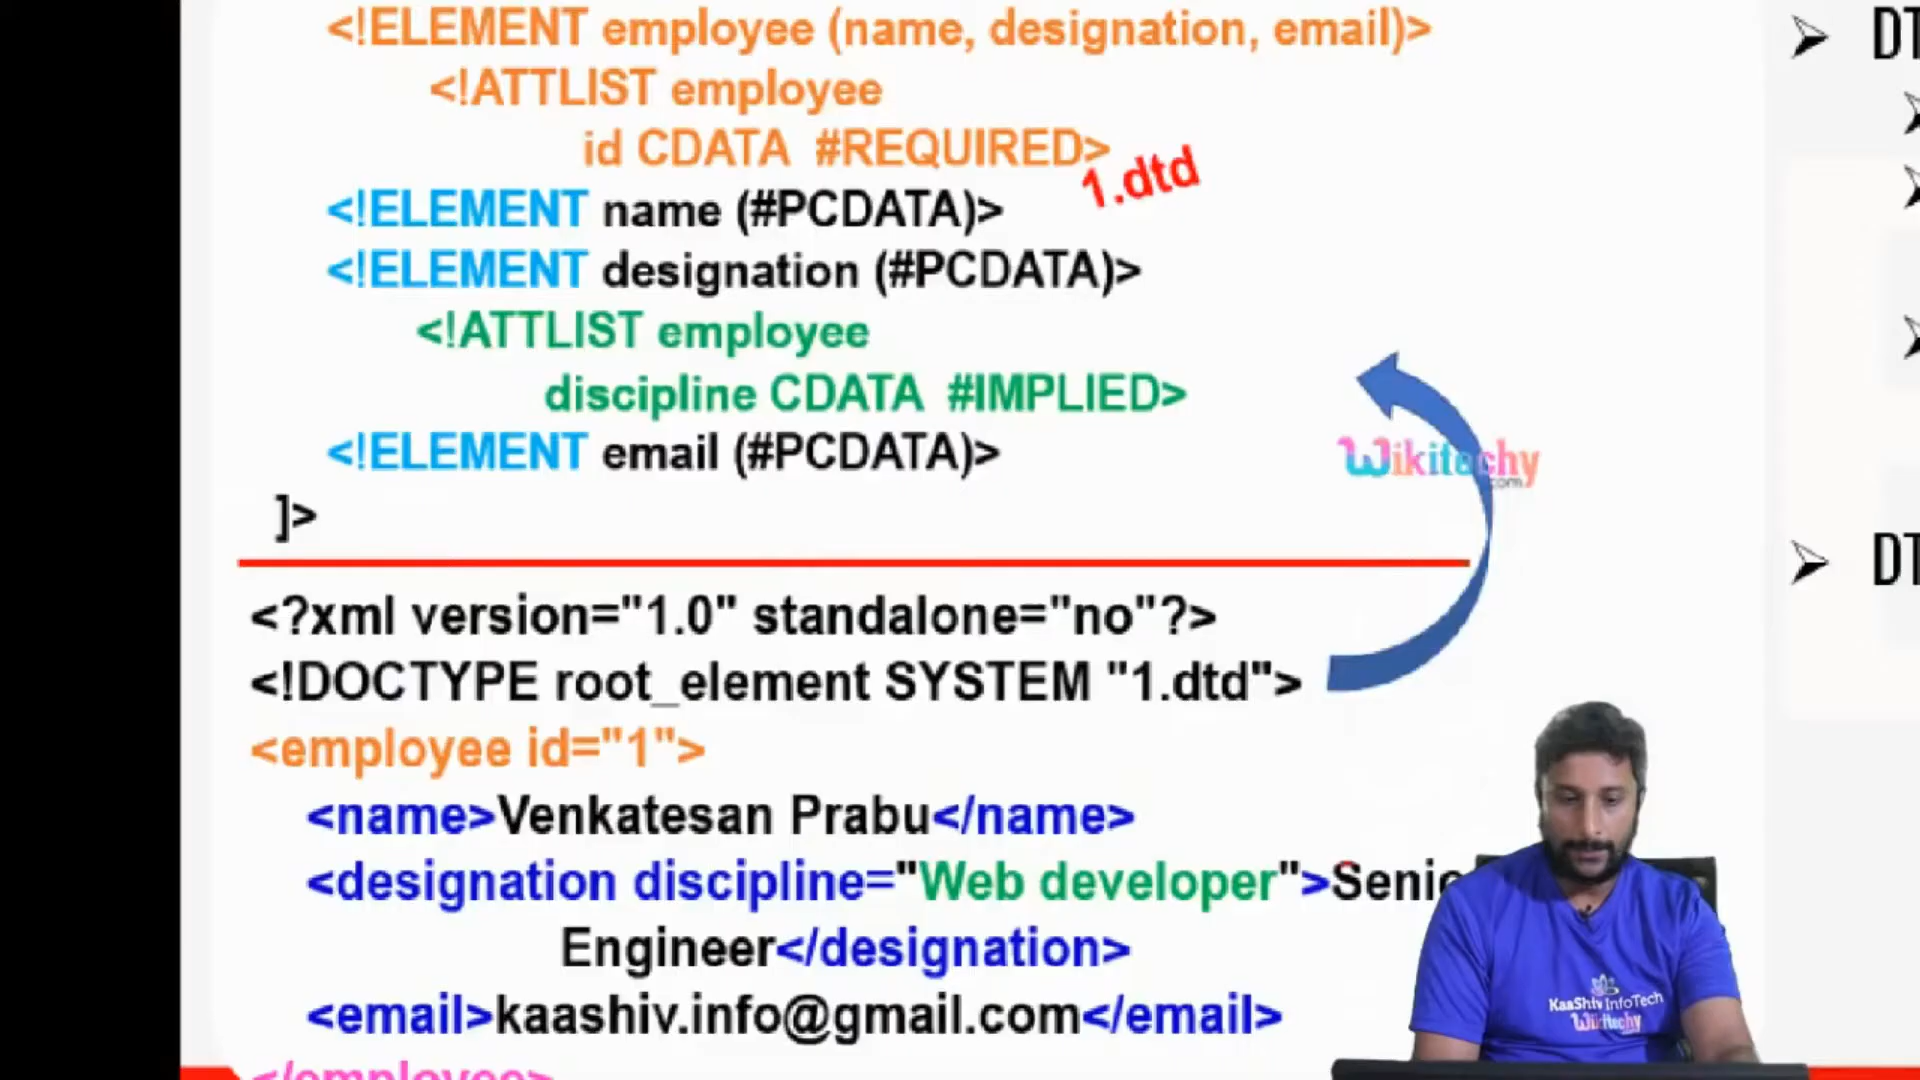 <!ELEMENT employee (name, designation, email)>
<!ATTLIST employee
id CDATA #REQUIRED>
1.dtd
<!ELEMENT name (#PCDATA)>
<!ELEMENT designation (#PCDATA)>
<!ATTLIST employee
discipline CDATA #IMPLIED>
<!ELEMENT email (#PCDATA)>
]>
Wikitechy
.com
<?xml version="1.0" standalone="no"?>
<!DOCTYPE root_element SYSTEM "1.dtd">
<employee id="1">
<name>Venkatesan Prabu</name>
<designation discipline="Web developer">
Engineer</designation>
<email>kaashiv.info@gmail.com</email>
</employee>
KaaShiv InfoTech
Wikitechy